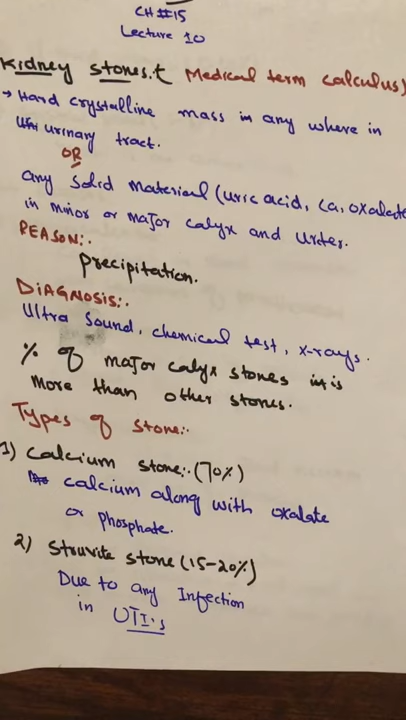 CH#15
Lecture 10
Kidney stones.( Medical term calculus)
→ Hard crystalline mass in any where in
urinary tract.
OR
any Solid Material (uric acid, Ca, oxalate
in minor or major calyx and Urter.
REASON:.
precipitation.
DiAGNOSIS:.
Ultra Sound, chemical test, x-rays.
% of major calyx stones is
more than other stones.
Types of stone:.
1) calcium stone:. (70%)
calcium along with oxalate
or phosphate.
2) Struvite stone (15-20%)
Due to any Infection
in UTI.s